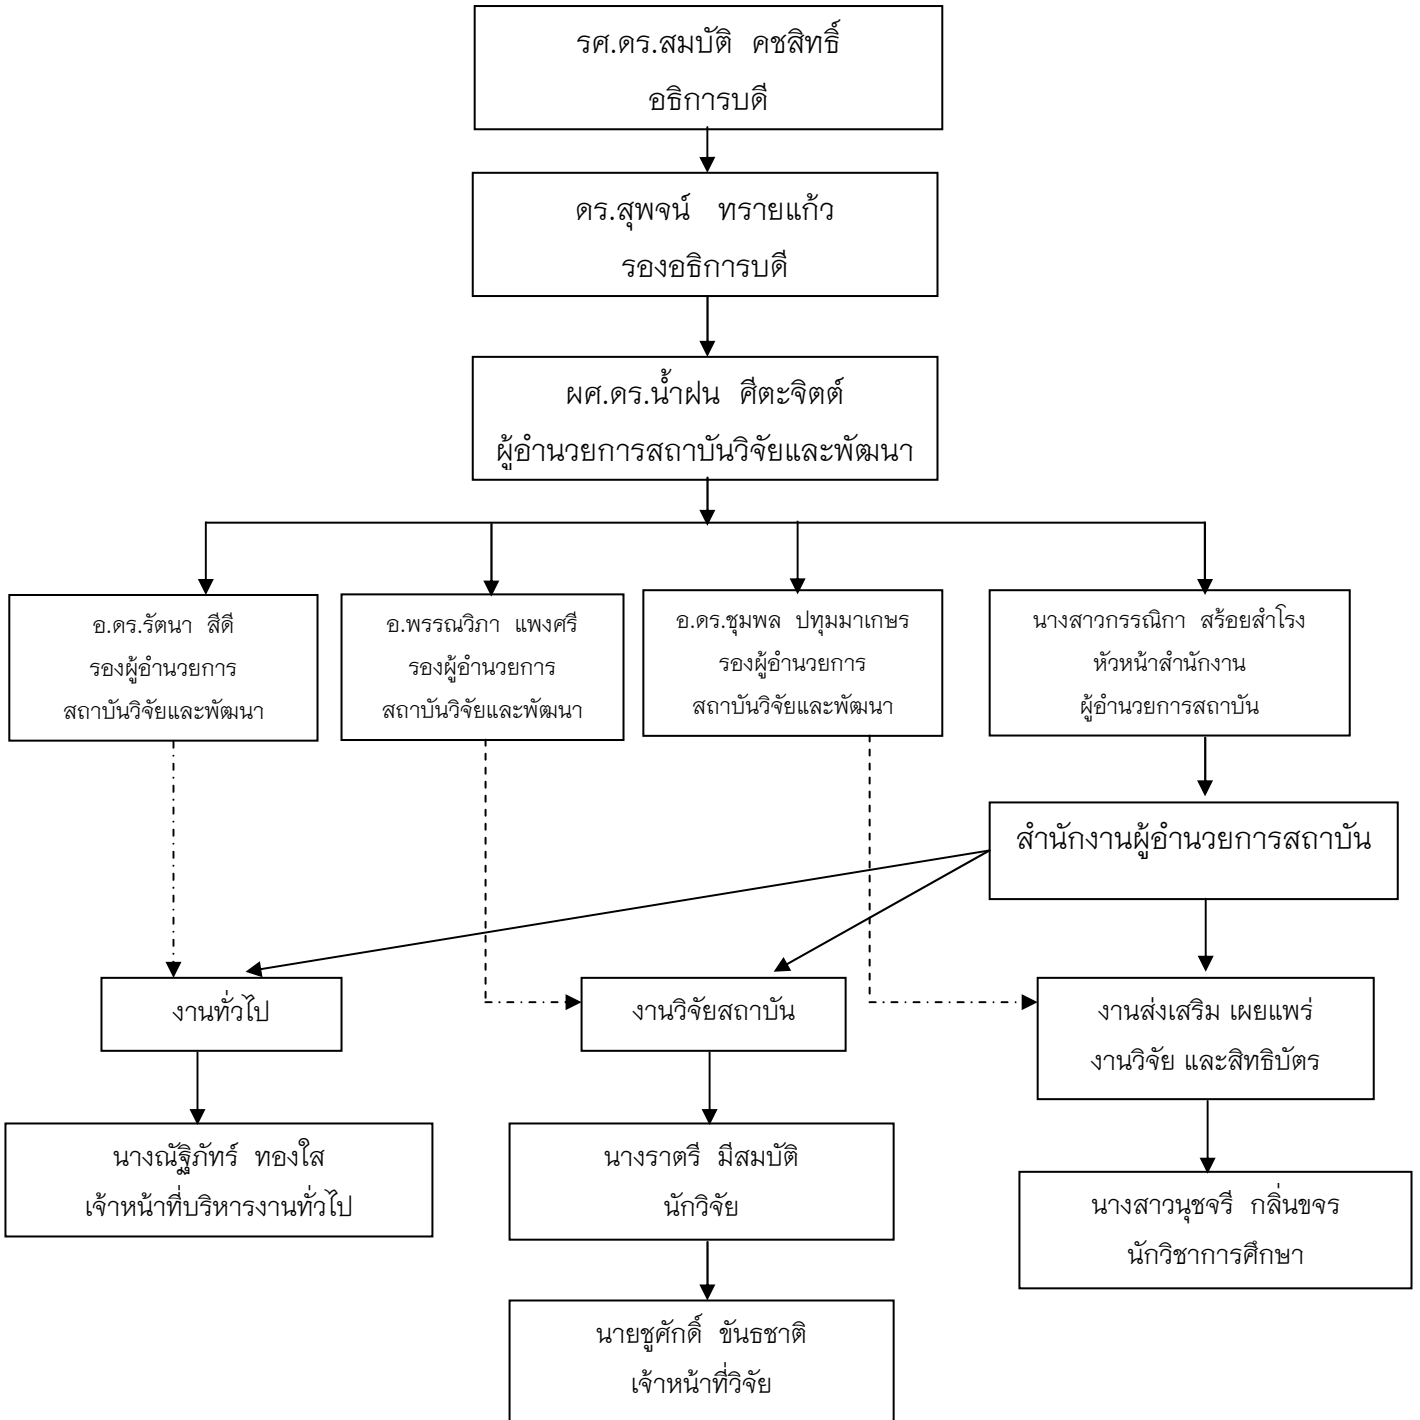 รศ.ดร.สมบัติ คชสิทธิ์
อธิการบดี
ดร.สุพจน์ ทรายแก้ว
รองอธิการบดี
ผศ.ดร.น้ำฝน ศีตะจิตต์
ผู้อำนวยการสถาบันวิจัยและพัฒนา
อ.ดร.รัตนา สีดี
รองผู้อำนวยการ
สถาบันวิจัยและพัฒนา
อ.พรรณวิภา แพงศรี
รองผู้อำนวยการ
สถาบันวิจัยและพัฒนา
อ.ดร.ชุมพล ปทุมมาเกษร
รองผู้อำนวยการ
สถาบันวิจัยและพัฒนา
นางสาวกรรณิกา สร้อยสำโรง
หัวหน้าสำนักงาน
ผู้อำนวยการสถาบัน
สำนักงานผู้อำนวยการสถาบัน
งานทั่วไป
งานวิจัยสถาบัน
งานส่งเสริม เผยแพร่
งานวิจัย และสิทธิบัตร
นางณัฐิภัทร์ ทองใส
เจ้าหน้าที่บริหารงานทั่วไป
นางราตรี มีสมบัติ
นักวิจัย
นางสาวนุชจรี กลิ่นขจร
นักวิชาการศึกษา
นายชูศักดิ์ ขันธชาติ
เจ้าหน้าที่วิจัย